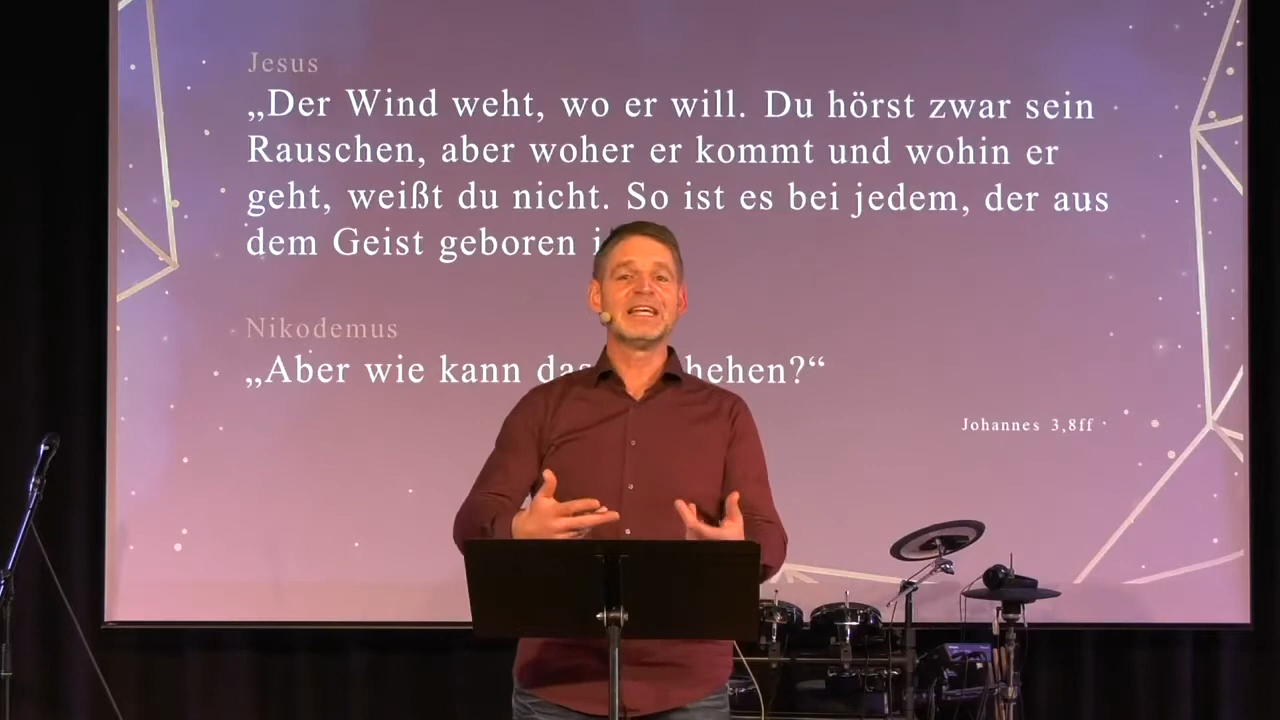 Jesus
„Der Wind weht, wo er will. Du hörst zwar sein
Rauschen, aber woher er kommt und wohin er
geht, weißt du nicht. So ist es bei jedem, der aus
dem Geist geboren
Nikodemus
„Aber wie kann das hehen?“
Johannes 3,8ff